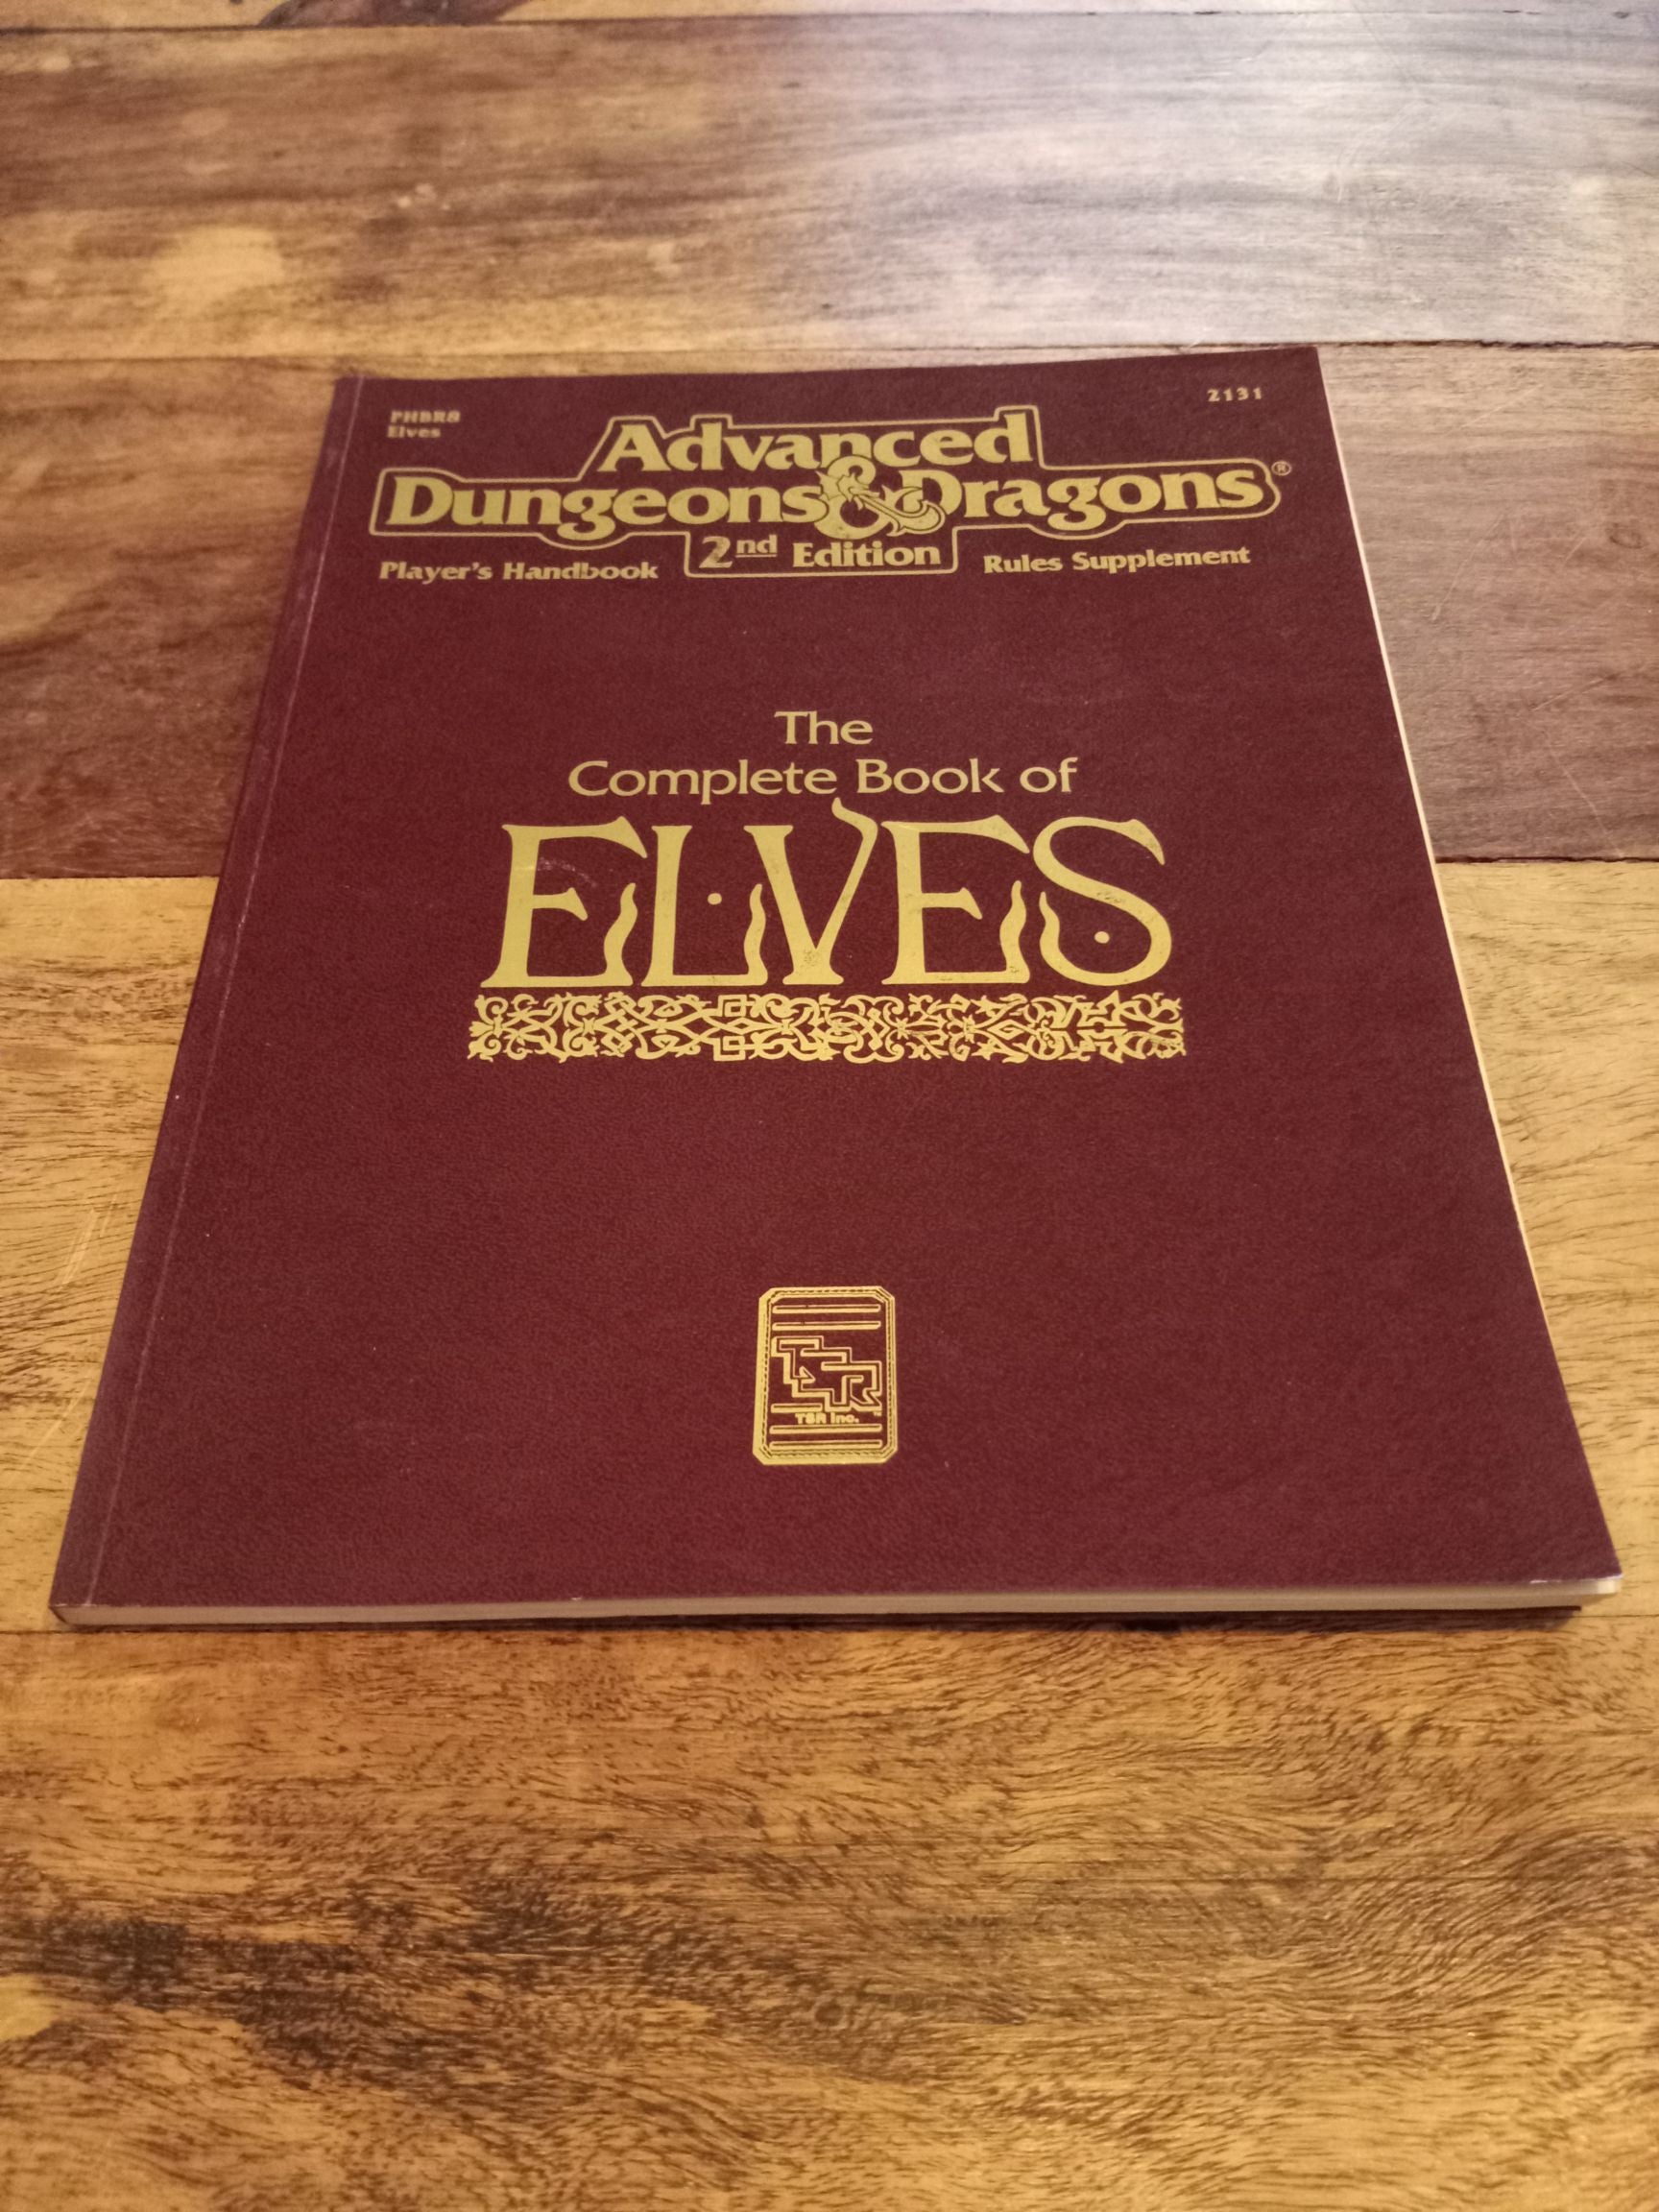 PHBR8
Elves
2131
Advanced
Dungeons & Dragons®
2nd Edition
Player's Handbook
Rules Supplement
The
Complete Book of
ELVES
TSR
TSR Inc.™